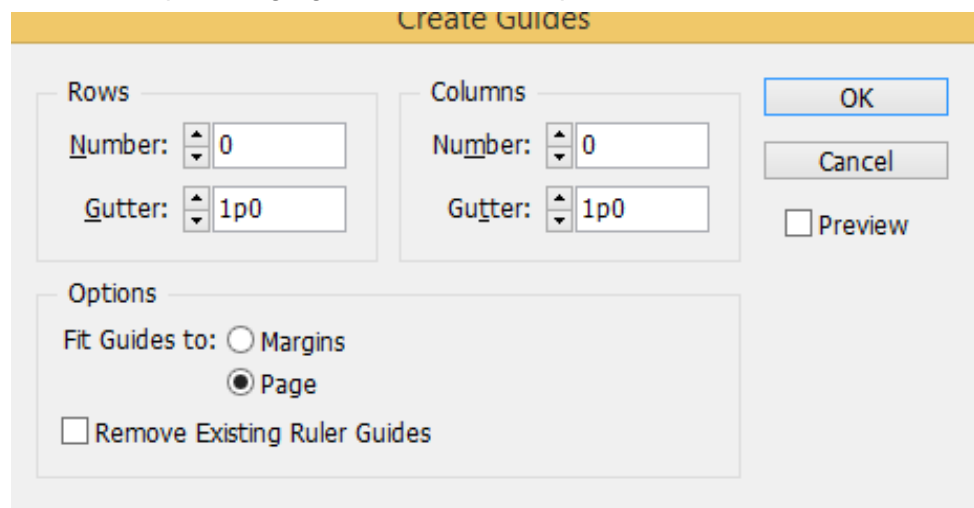 Create Guides
Rows
Number: 0
Gutter: 1p0
Columns
Number: 0
Gutter: 1p0
OK
Cancel
Preview
Options
Fit Guides to: Margins
Page
Remove Existing Ruler Guides